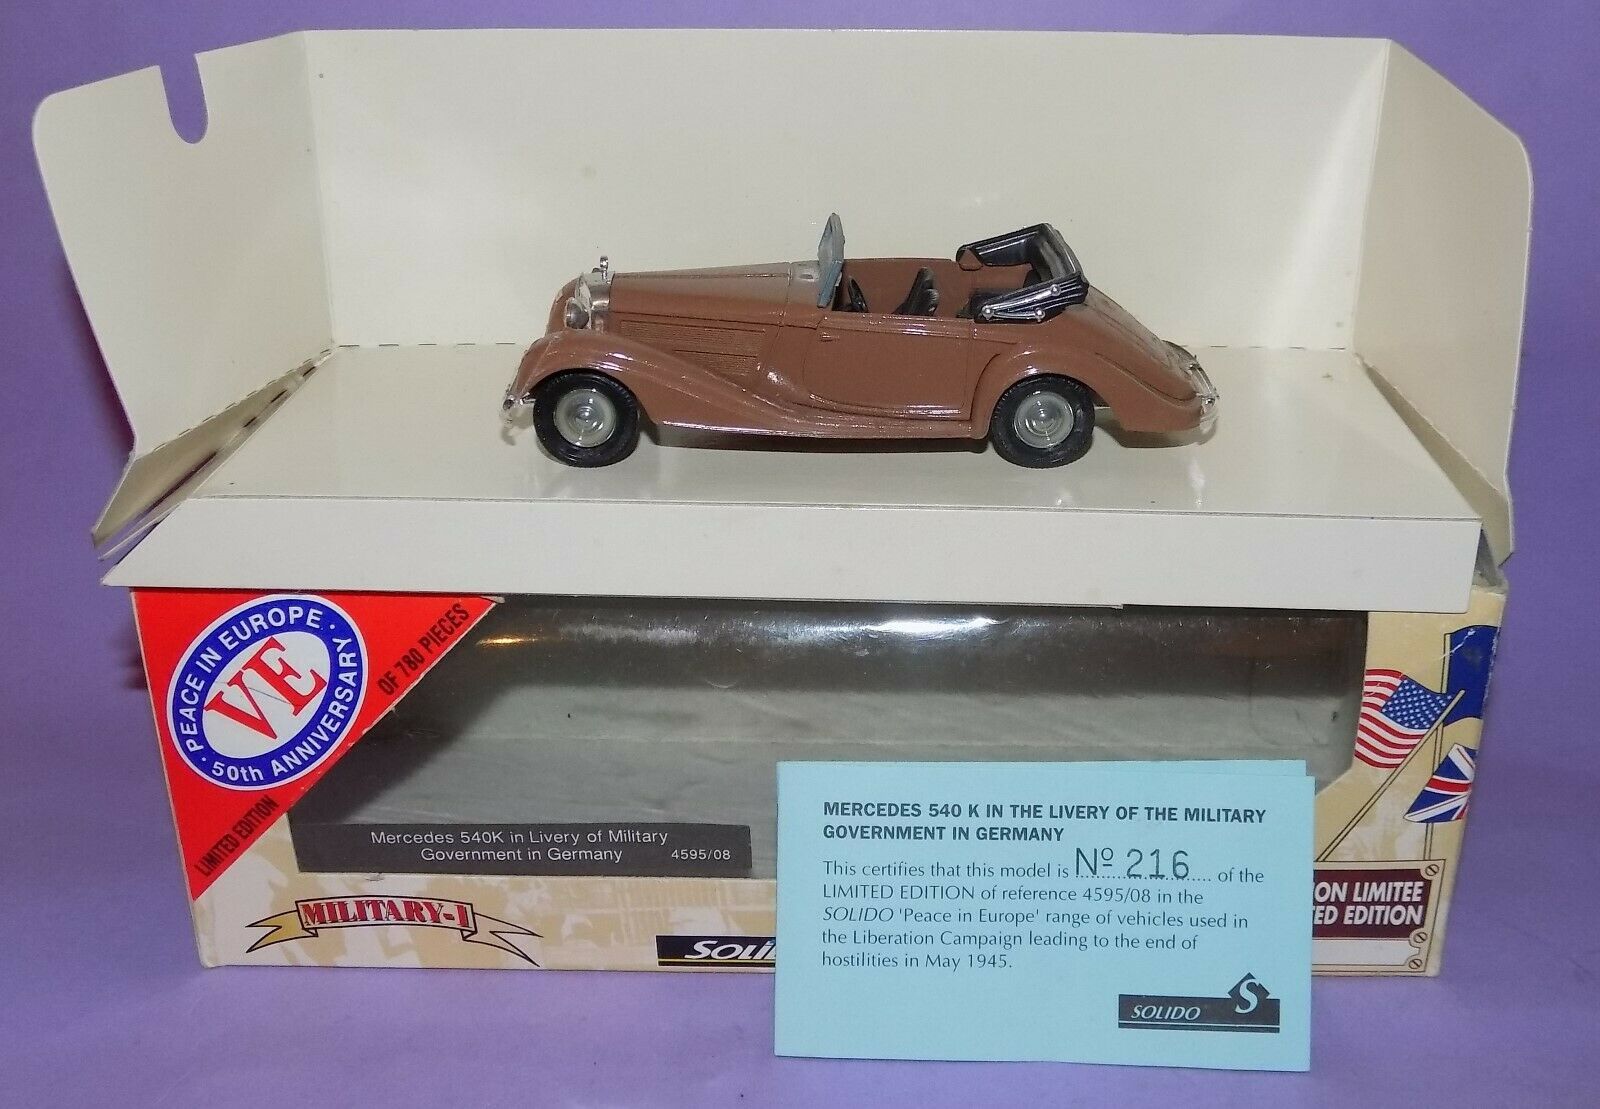 PEACE IN EUROPE
VE
50th ANNIVERSARY
LIMITED EDITION
OF 780 PIECES
Mercedes 540K in Livery of Military
Government in Germany 4595/08
MILITARY-1
MERCEDES 540 K IN THE LIVERY OF THE MILITARY
GOVERNMENT IN GERMANY
This certifies that this model is Nº 216 of the
LIMITED EDITION of reference 4595/08 in the
SOLIDO 'Peace in Europe' range of vehicles used in
the Liberation Campaign leading to the end of
hostilities in May 1945.
SOLIDO
S
ION LIMITEE
ED EDITION
SOLI